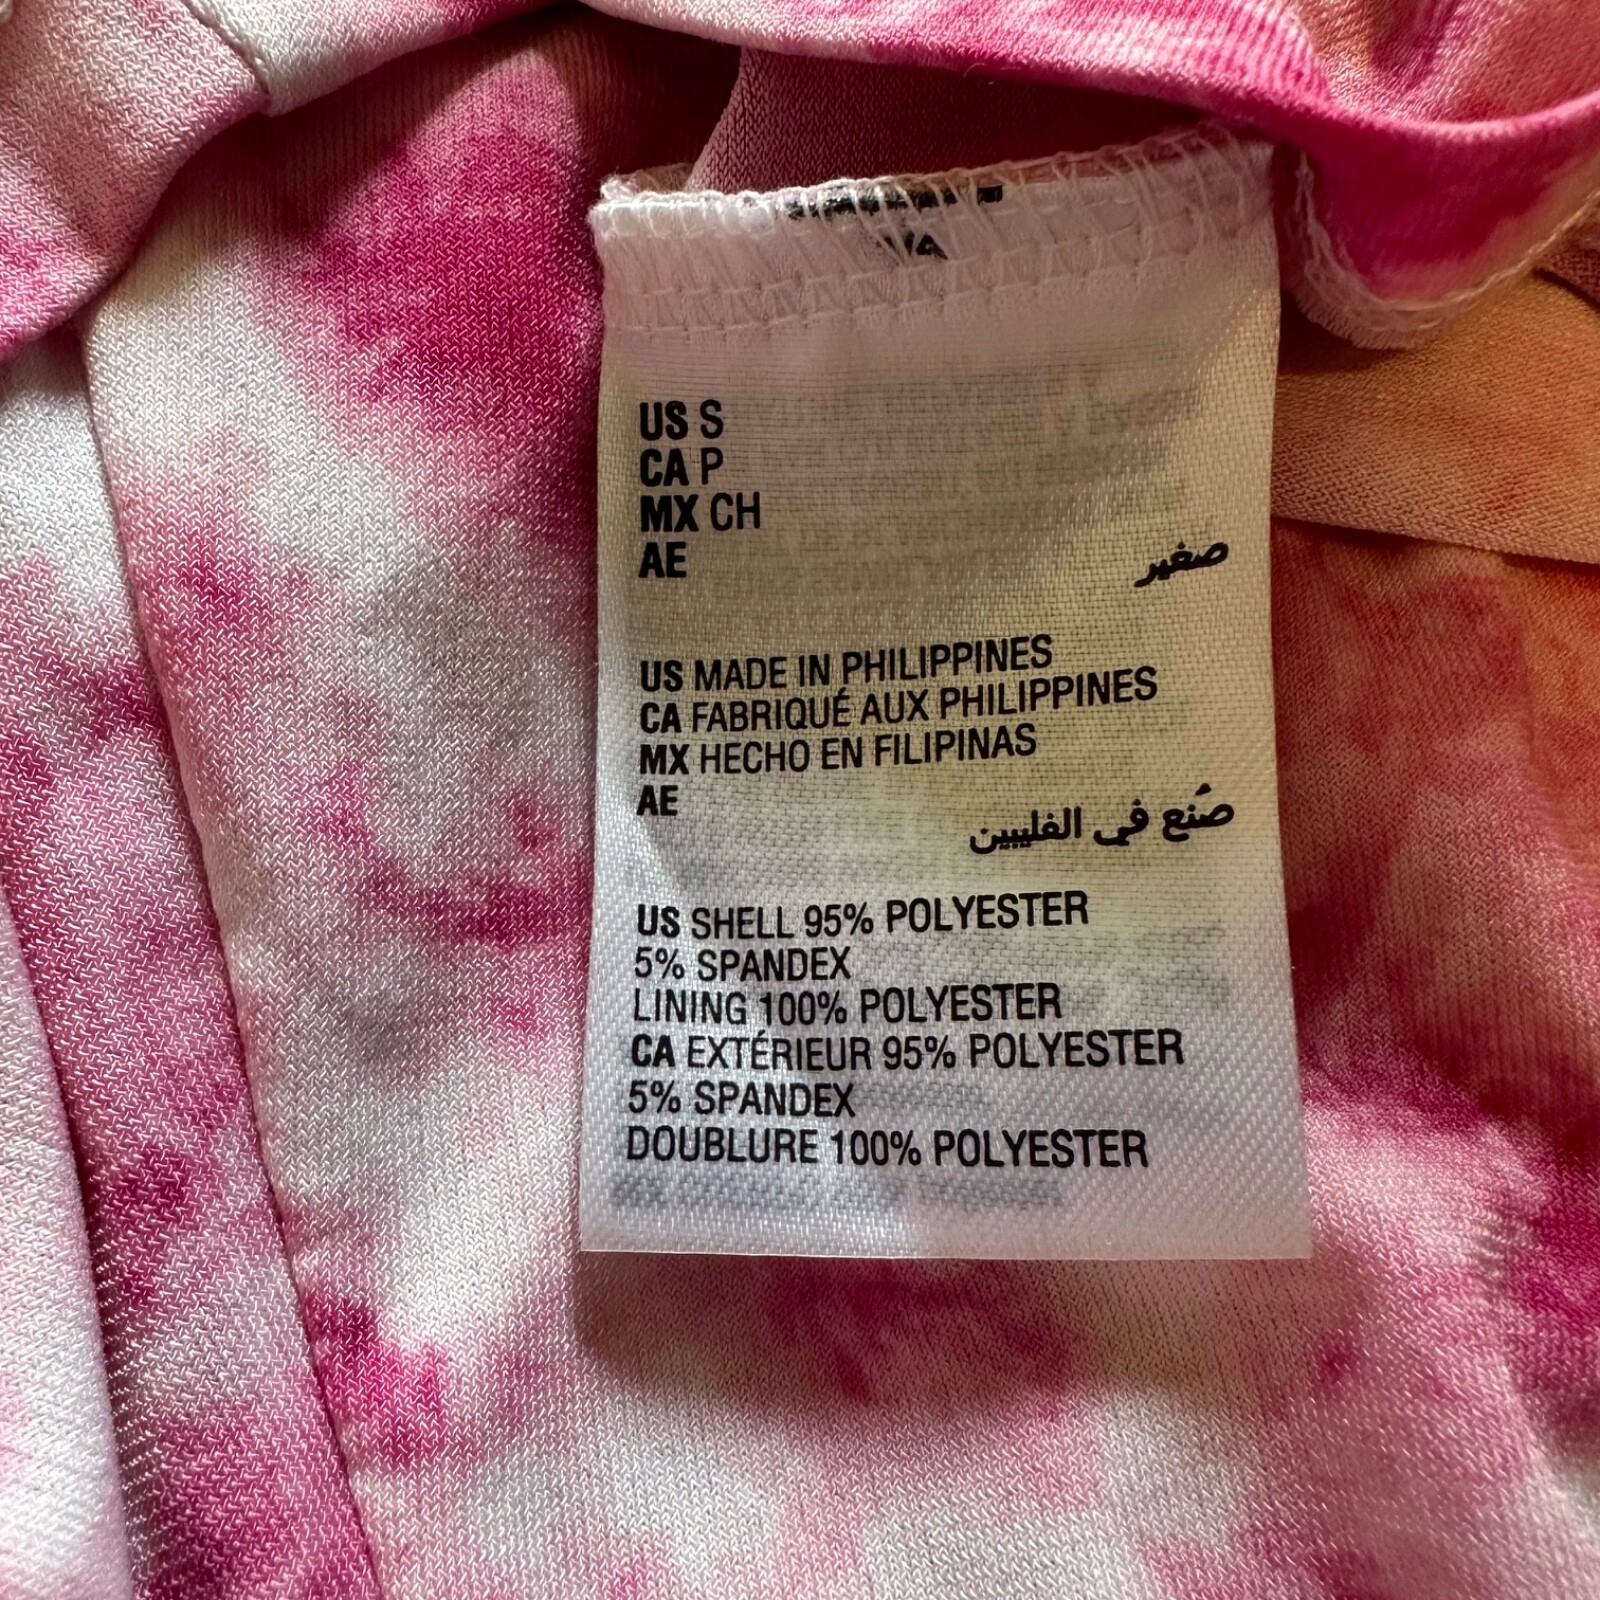 US S
CA P
MX CH
AE
صغير
US MADE IN PHILIPPINES
CA FABRIQUÉ AUX PHILIPPINES
MX HECHO EN FILIPINAS
AE
صُنع في الفليبين
US SHELL 95% POLYESTER
5% SPANDEX
LINING 100% POLYESTER
CA EXTÉRIEUR 95% POLYESTER
5% SPANDEX
DOUBLURE 100% POLYESTER